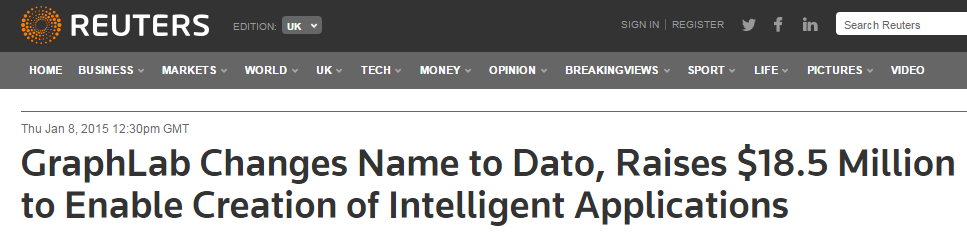 REUTERS EDITION: UK SIGN IN REGISTER Search Reuters
HOME BUSINESS MARKETS WORLD UK TECH MONEY OPINION BREAKINGVIEWS SPORT LIFE PICTURES VIDEO
Thu Jan 8, 2015 12:30pm GMT
GraphLab Changes Name to Dato, Raises $18.5 Million
to Enable Creation of Intelligent Applications